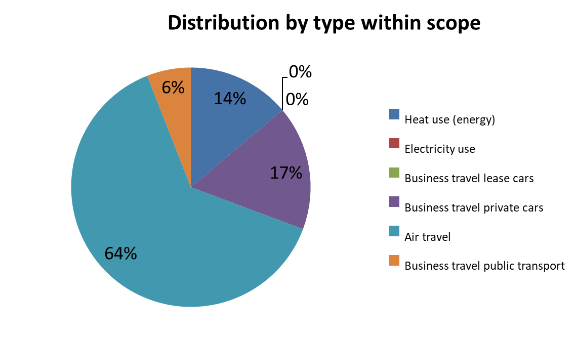 Distribution by type within scope
0%
6%
14%
0%
17%
64%
Heat use (energy)
Electricity use
Business travel lease cars
Business travel private cars
Air travel
Business travel public transport